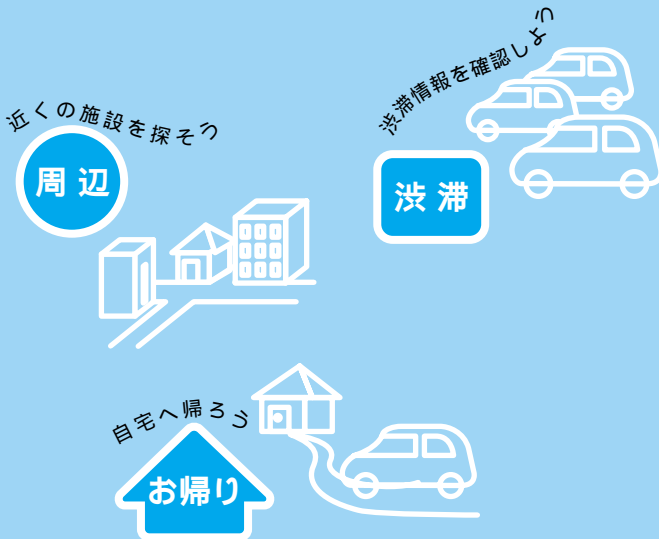 近くの施設を探そう
周辺
渋滞情報を確認しよう
渋滞
自宅へ帰ろう
お帰り